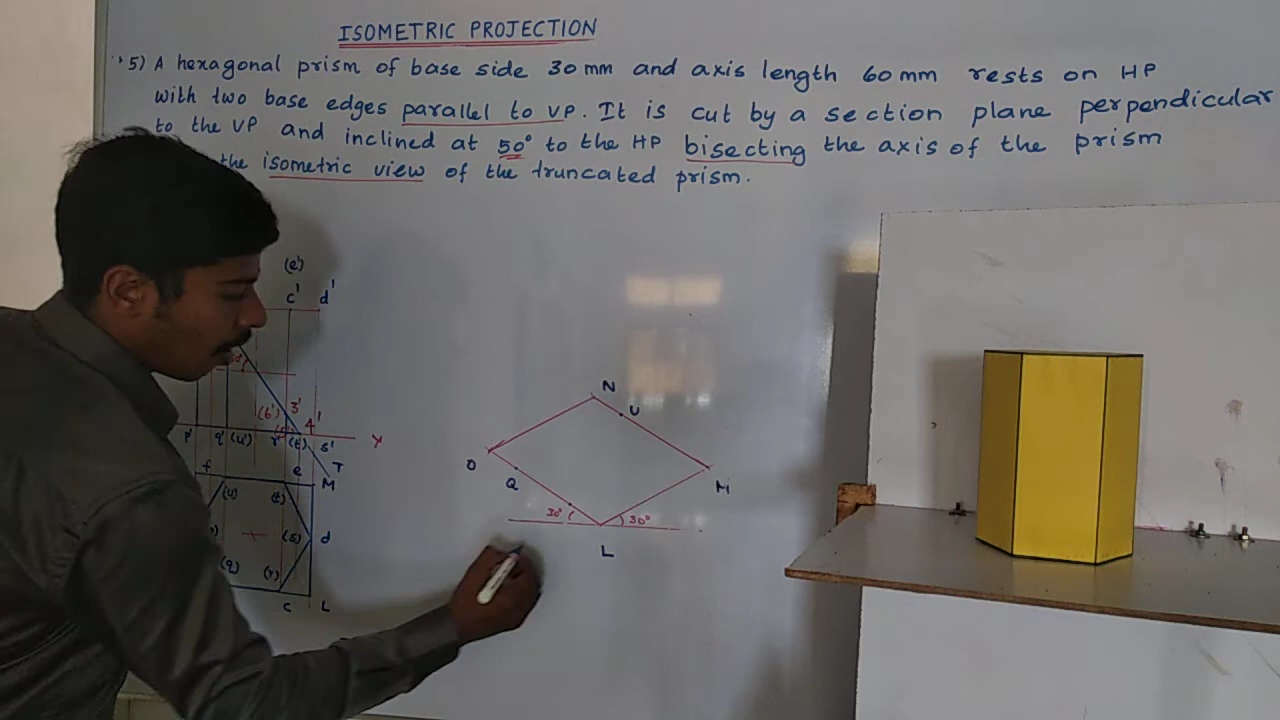 ISOMETRIC PROJECTION
5) A hexagonal prism of base side 30 mm and axis length 60 mm rests on HP
with two base edges parallel to VP. It is cut by a section plane perpendicular
to the VP and inclined at 50° to the HP bisecting the axis of the prism
the isometric view of the truncated prism.
(e')
c' d'
(6') 3' 4'
p' q' (u') r' (t') s' Y
T
f e M
(u) (t)
(s) d
(q) (r)
c L
N
U
O
Q
M
30° 30°
L